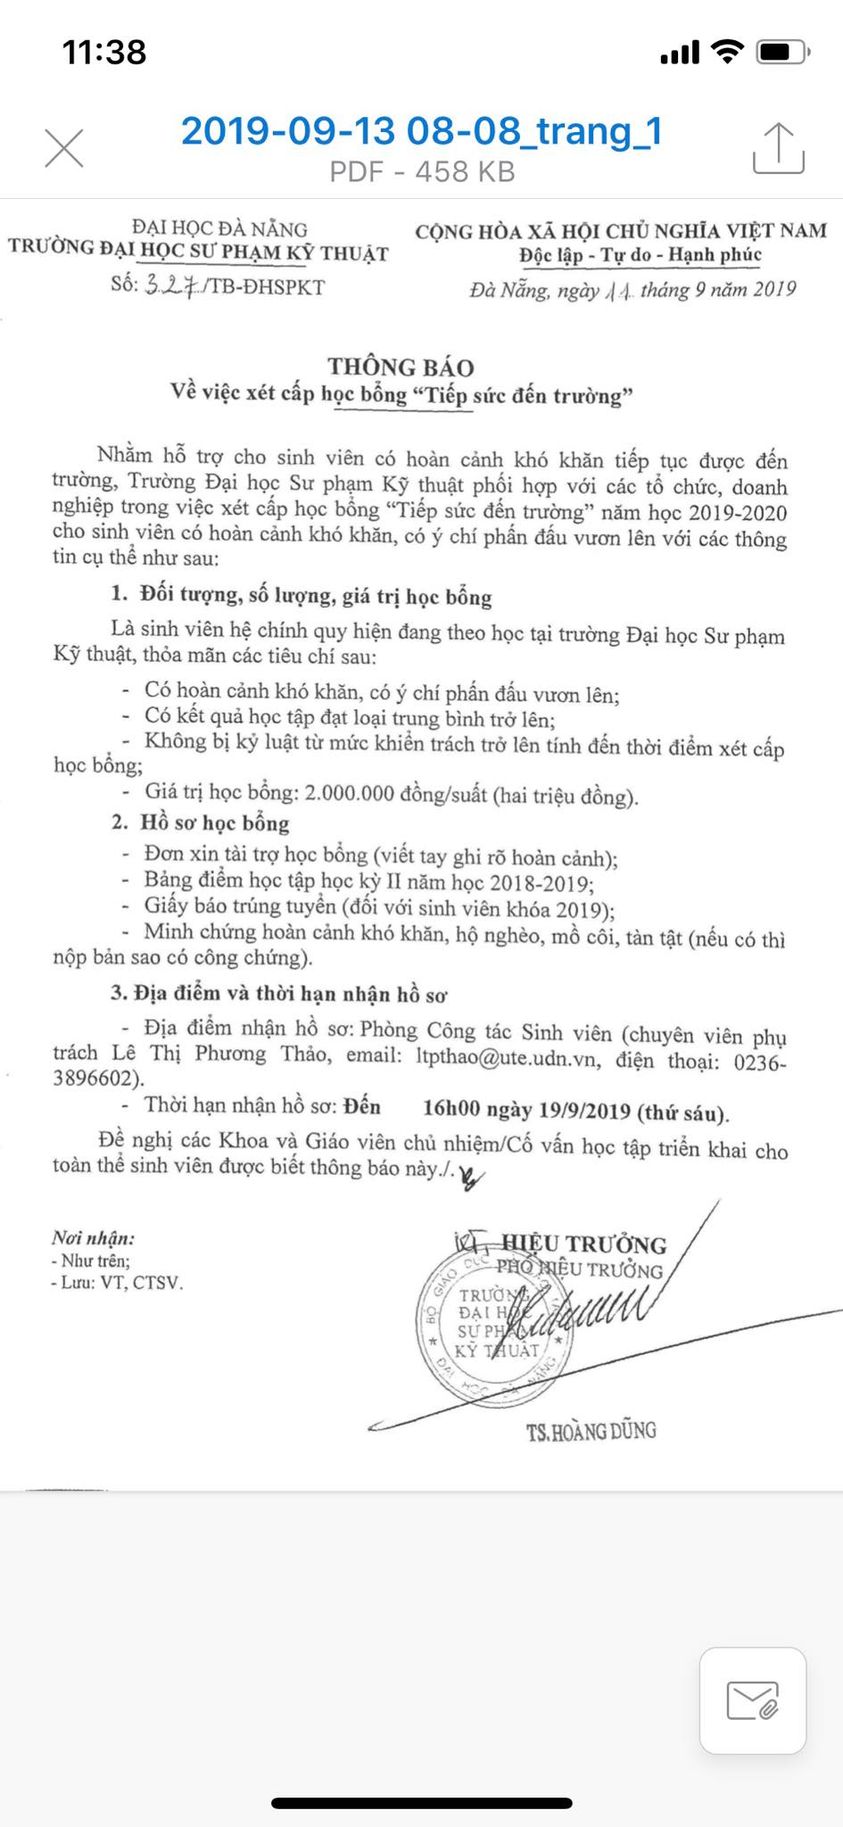 11:38
2019-09-13 08-08_trang_1
PDF - 458 KB
ĐẠI HỌC ĐÀ NẴNG
TRƯỜNG ĐẠI HỌC SƯ PHẠM KỸ THUẬT
Số: 327/TB-ĐHSPKT
CỘNG HÒA XÃ HỘI CHỦ NGHĨA VIỆT NAM
Độc lập - Tự do - Hạnh phúc
Đà Nẵng, ngày 11 tháng 9 năm 2019
THÔNG BÁO
Về việc xét cấp học bổng “Tiếp sức đến trường”
Nhằm hỗ trợ cho sinh viên có hoàn cảnh khó khăn tiếp tục được đến
trường, Trường Đại học Sư phạm Kỹ thuật phối hợp với các tổ chức, doanh
nghiệp trong việc xét cấp học bổng “Tiếp sức đến trường” năm học 2019-2020
cho sinh viên có hoàn cảnh khó khăn, có ý chí phấn đấu vươn lên với các thông
tin cụ thể như sau:
1. Đối tượng, số lượng, giá trị học bổng
Là sinh viên hệ chính quy hiện đang theo học tại trường Đại học Sư phạm
Kỹ thuật, thỏa mãn các tiêu chí sau:
- Có hoàn cảnh khó khăn, có ý chí phấn đấu vươn lên;
- Có kết quả học tập đạt loại trung bình trở lên;
- Không bị kỷ luật từ mức khiển trách trở lên tính đến thời điểm xét cấp
học bổng;
- Giá trị học bổng: 2.000.000 đồng/suất (hai triệu đồng).
2. Hồ sơ học bổng
- Đơn xin tài trợ học bổng (viết tay ghi rõ hoàn cảnh);
- Bảng điểm học tập học kỳ II năm học 2018-2019;
- Giấy báo trúng tuyển (đối với sinh viên khóa 2019);
- Minh chứng hoàn cảnh khó khăn, hộ nghèo, mồ côi, tàn tật (nếu có thì
nộp bản sao có công chứng).
3. Địa điểm và thời hạn nhận hồ sơ
- Địa điểm nhận hồ sơ: Phòng Công tác Sinh viên (chuyên viên phụ
trách Lê Thị Phương Thảo, email: ltpthao@ute.udn.vn, điện thoại: 0236-
3896602).
- Thời hạn nhận hồ sơ: Đến 16h00 ngày 19/9/2019 (thứ sáu).
Đề nghị các Khoa và Giáo viên chủ nhiệm/Cố vấn học tập triển khai cho
toàn thể sinh viên được biết thông báo này./.
Nơi nhận:
- Như trên;
- Lưu: VT, CTSV.
KT. HIỆU TRƯỞNG
PHÓ HIỆU TRƯỞNG
TRƯỜNG
ĐẠI HỌC
SƯ PHẠM
KỸ THUẬT
TS.HOÀNG DŨNG